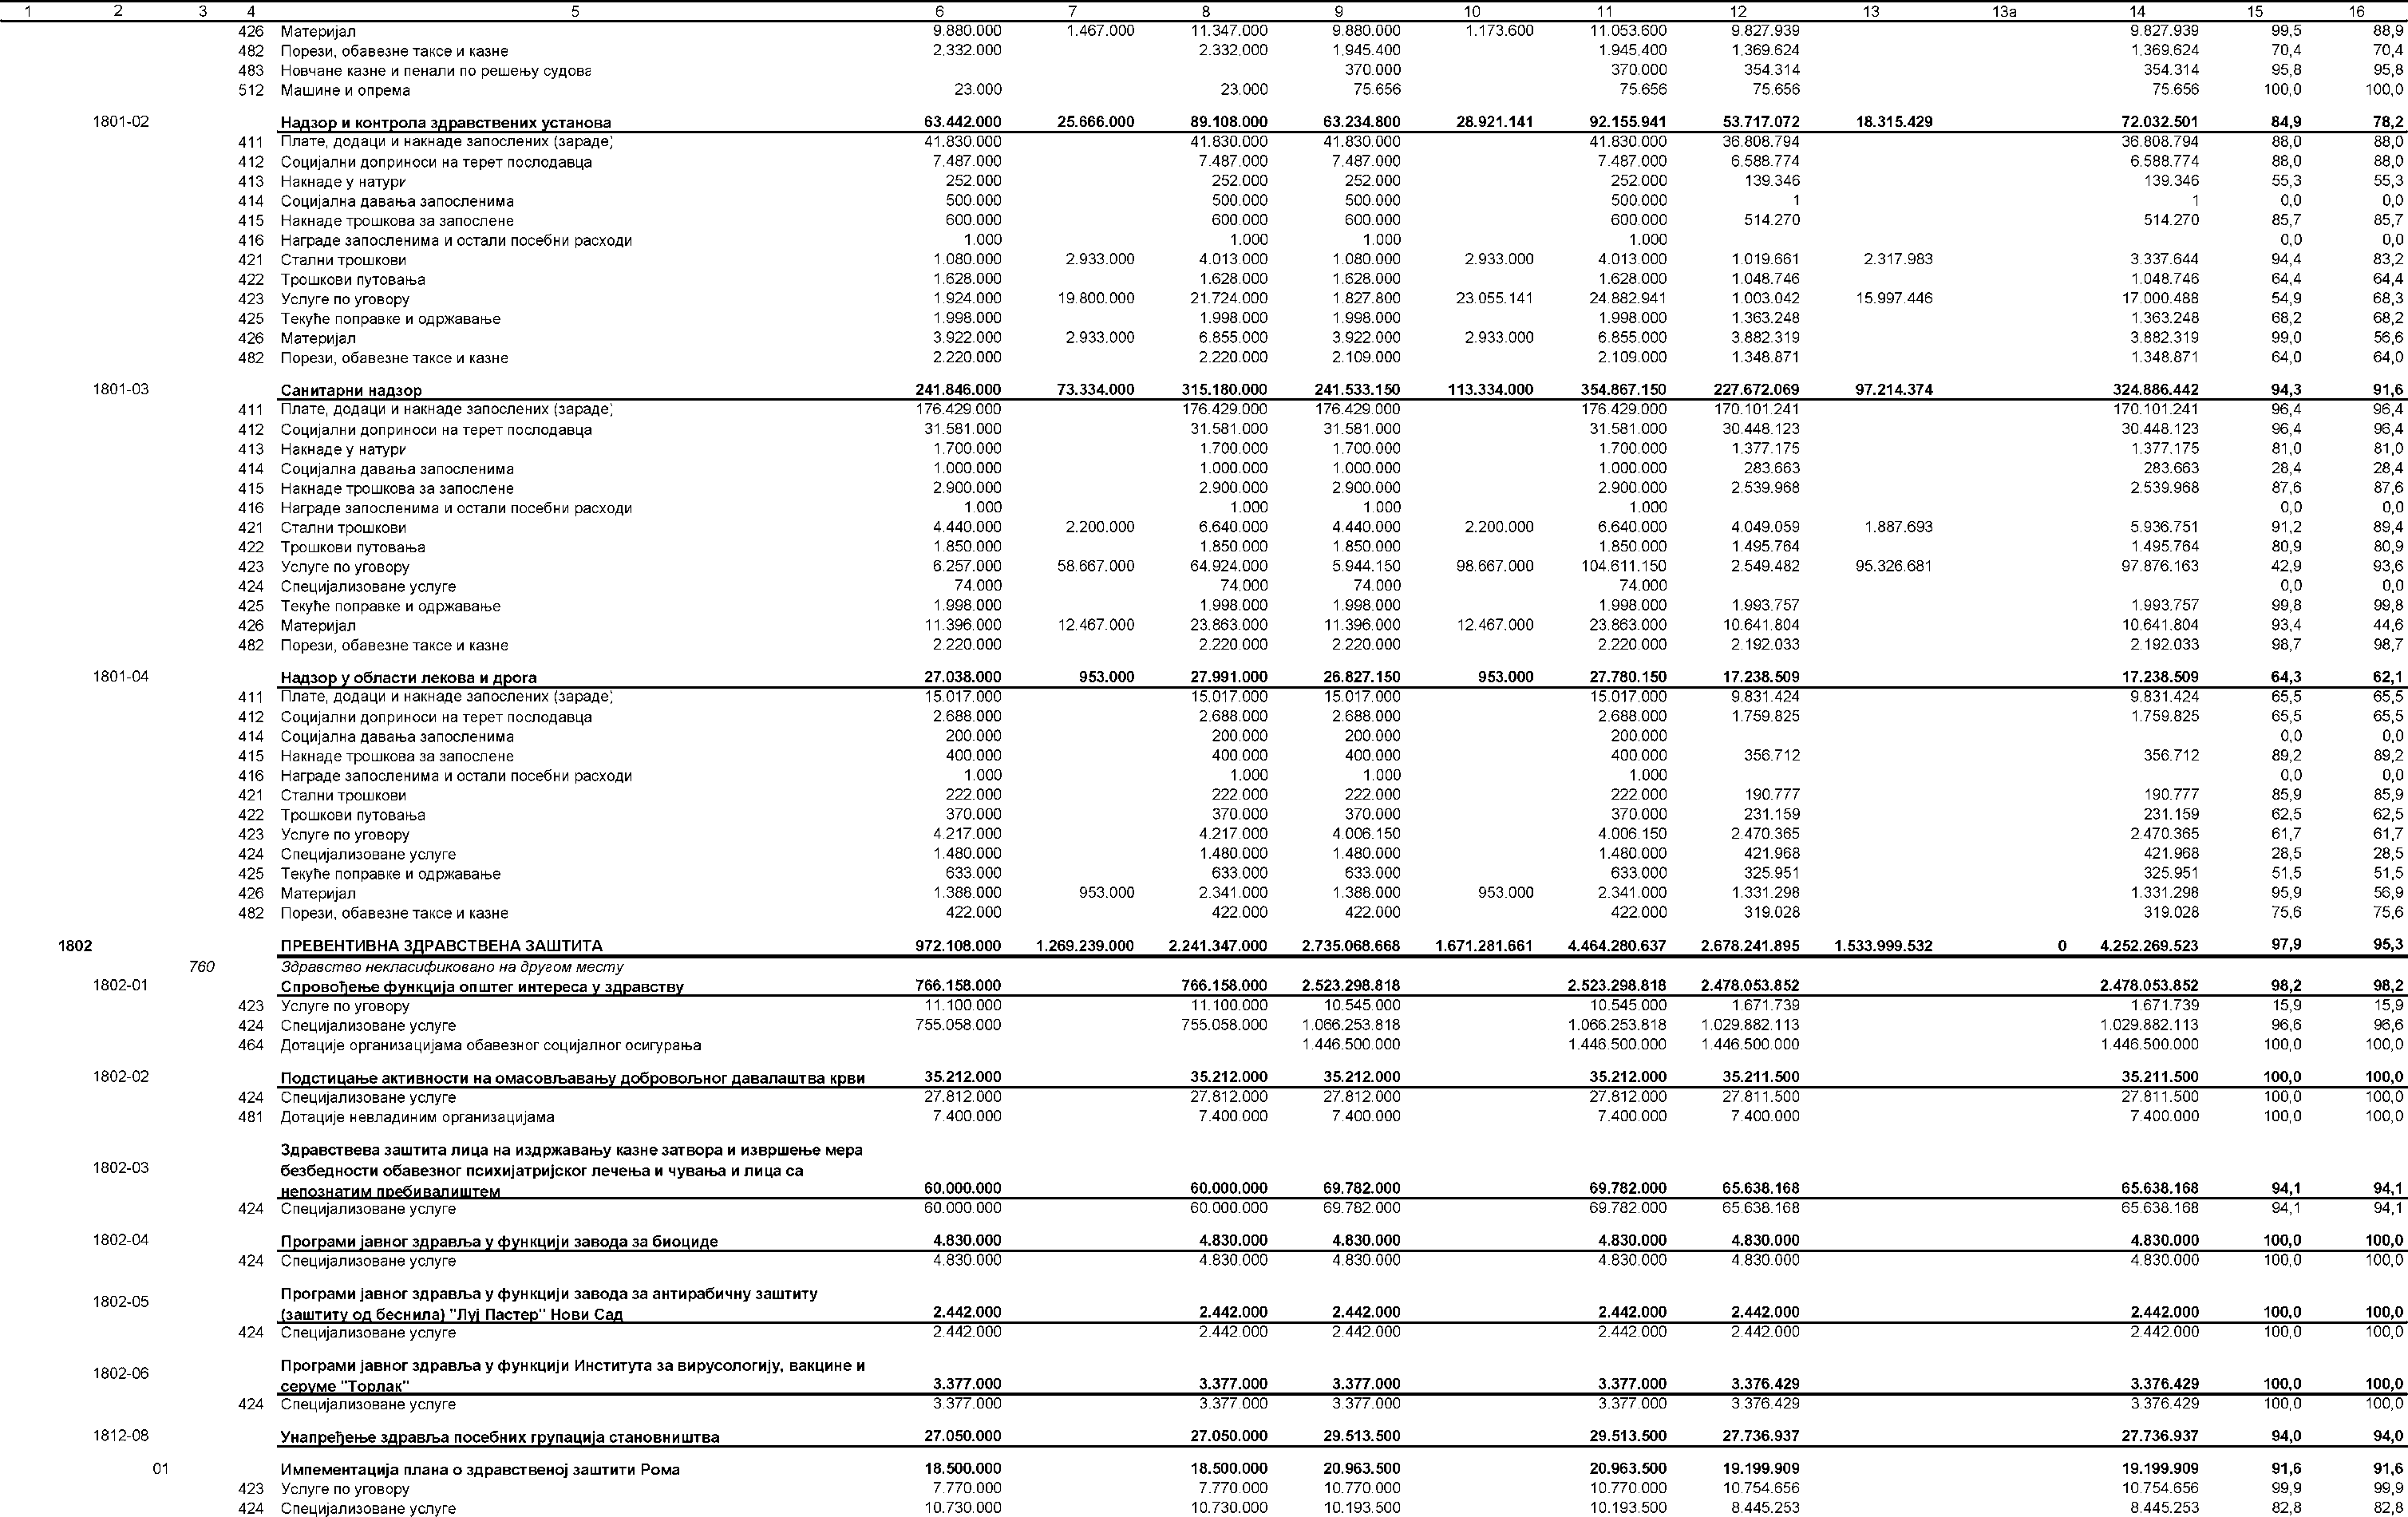 1 2 3 4 5 6 7 8 9 10 11 12 13 13а 14 15 16
426 Материјал 9.880.000 1.467.000 11.347.000 9.880.000 1.173.600 11.053.600 9.827.939 9.827.939 99,5 88,9
482 Порези, обавезне таксе и казне 2.332.000 2.332.000 1.945.400 1.945.400 1.369.624 1.369.624 70,4 70,4
483 Новчане казне и пенали по решењу судова 370.000 370.000 354.314 354.314 95,8 95,8
512 Машине и опрема 23.000 23.000 75.656 75.656 75.656 75.656 100,0 100,0
1801-02 Надзор и контрола здравствених установа 63.442.000 25.666.000 89.108.000 63.234.800 28.921.141 92.155.941 53.717.072 18.315.429 72.032.501 84,9 78,2
411 Плате, додаци и накнаде запослених (зараде) 41.830.000 41.830.000 41.830.000 41.830.000 36.808.794 36.808.794 88,0 88,0
412 Социјални доприноси на терет послодавца 7.487.000 7.487.000 7.487.000 7.487.000 6.588.774 6.588.774 88,0 88,0
413 Накнаде у натури 252.000 252.000 252.000 252.000 139.346 139.346 55,3 55,3
414 Социјална давања запосленима 500.000 500.000 500.000 500.000 1 1 0,0 0,0
415 Накнаде трошкова за запослене 600.000 600.000 600.000 600.000 514.270 514.270 85,7 85,7
416 Награде запосленима и остали посебни расходи 1.000 1.000 1.000 1.000 0,0 0,0
421 Стални трошкови 1.080.000 2.933.000 4.013.000 1.080.000 2.933.000 4.013.000 1.019.661 2.317.983 3.337.644 94,4 83,2
422 Трошкови путовања 1.628.000 1.628.000 1.628.000 1.628.000 1.048.746 1.048.746 64,4 64,4
423 Услуге по уговору 1.924.000 19.800.000 21.724.000 1.827.800 23.055.141 24.882.941 1.003.042 15.997.446 17.000.488 54,9 68,3
425 Текуће поправке и одржавање 1.998.000 1.998.000 1.998.000 1.998.000 1.363.248 1.363.248 68,2 68,2
426 Материјал 3.922.000 2.933.000 6.855.000 3.922.000 2.933.000 6.855.000 3.882.319 3.882.319 99,0 56,6
482 Порези, обавезне таксе и казне 2.220.000 2.220.000 2.109.000 2.109.000 1.348.871 1.348.871 64,0 64,0
1801-03 Санитарни надзор 241.846.000 73.334.000 315.180.000 241.533.150 113.334.000 354.867.150 227.672.069 97.214.374 324.886.442 94,3 91,6
411 Плате, додаци и накнаде запослених (зараде) 176.429.000 176.429.000 176.429.000 176.429.000 170.101.241 170.101.241 96,4 96,4
412 Социјални доприноси на терет послодавца 31.581.000 31.581.000 31.581.000 31.581.000 30.448.123 30.448.123 96,4 96,4
413 Накнаде у натури 1.700.000 1.700.000 1.700.000 1.700.000 1.377.175 1.377.175 81,0 81,0
414 Социјална давања запосленима 1.000.000 1.000.000 1.000.000 1.000.000 283.663 283.663 28,4 28,4
415 Накнаде трошкова за запослене 2.900.000 2.900.000 2.900.000 2.900.000 2.539.968 2.539.968 87,6 87,6
416 Награде запосленима и остали посебни расходи 1.000 1.000 1.000 1.000 0,0 0,0
421 Стални трошкови 4.440.000 2.200.000 6.640.000 4.440.000 2.200.000 6.640.000 4.049.059 1.887.693 5.936.751 91,2 89,4
422 Трошкови путовања 1.850.000 1.850.000 1.850.000 1.850.000 1.495.764 1.495.764 80,9 80,9
423 Услуге по уговору 6.257.000 58.667.000 64.924.000 5.944.150 98.667.000 104.611.150 2.549.482 95.326.681 97.876.163 42,9 93,6
424 Специјализоване услуге 74.000 74.000 74.000 74.000 0,0 0,0
425 Текуће поправке и одржавање 1.998.000 1.998.000 1.998.000 1.998.000 1.993.757 1.993.757 99,8 99,8
426 Материјал 11.396.000 12.467.000 23.863.000 11.396.000 12.467.000 23.863.000 10.641.804 10.641.804 93,4 44,6
482 Порези, обавезне таксе и казне 2.220.000 2.220.000 2.220.000 2.220.000 2.192.033 2.192.033 98,7 98,7
1801-04 Надзор у области лекова и дрога 27.038.000 953.000 27.991.000 26.827.150 953.000 27.780.150 17.238.509 17.238.509 64,3 62,1
411 Плате, додаци и накнаде запослених (зараде) 15.017.000 15.017.000 15.017.000 15.017.000 9.831.424 9.831.424 65,5 65,5
412 Социјални доприноси на терет послодавца 2.688.000 2.688.000 2.688.000 2.688.000 1.759.825 1.759.825 65,5 65,5
414 Социјална давања запосленима 200.000 200.000 200.000 200.000 0,0 0,0
415 Накнаде трошкова за запослене 400.000 400.000 400.000 400.000 356.712 356.712 89,2 89,2
416 Награде запосленима и остали посебни расходи 1.000 1.000 1.000 1.000 0,0 0,0
421 Стални трошкови 222.000 222.000 222.000 222.000 190.777 190.777 85,9 85,9
422 Трошкови путовања 370.000 370.000 370.000 370.000 231.159 231.159 62,5 62,5
423 Услуге по уговору 4.217.000 4.217.000 4.006.150 4.006.150 2.470.365 2.470.365 61,7 61,7
424 Специјализоване услуге 1.480.000 1.480.000 1.480.000 1.480.000 421.968 421.968 28,5 28,5
425 Текуће поправке и одржавање 633.000 633.000 633.000 633.000 325.951 325.951 51,5 51,5
426 Материјал 1.388.000 953.000 2.341.000 1.388.000 953.000 2.341.000 1.331.298 1.331.298 95,9 56,9
482 Порези, обавезне таксе и казне 422.000 422.000 422.000 422.000 319.028 319.028 75,6 75,6
1802 ПРЕВЕНТИВНА ЗДРАВСТВЕНА ЗАШТИТА 972.108.000 1.269.239.000 2.241.347.000 2.735.068.668 1.671.281.661 4.464.280.637 2.678.241.895 1.533.999.532 0 4.252.269.523 97,9 95,3
760 Здравство некласификовано на другом месту
1802-01 Спровођење функција општег интереса у здравству 766.158.000 766.158.000 2.523.298.818 2.523.298.818 2.478.053.852 2.478.053.852 98,2 98,2
423 Услуге по уговору 11.100.000 11.100.000 10.545.000 10.545.000 1.671.739 1.671.739 15,9 15,9
424 Специјализоване услуге 755.058.000 755.058.000 1.066.253.818 1.066.253.818 1.029.882.113 1.029.882.113 96,6 96,6
464 Дотације организацијама обавезног социјалног осигурања 1.446.500.000 1.446.500.000 1.446.500.000 1.446.500.000 100,0 100,0
1802-02 Подстицање активности на омасовљавању добровољног давалаштва крви 35.212.000 35.212.000 35.212.000 35.212.000 35.211.500 35.211.500 100,0 100,0
424 Специјализоване услуге 27.812.000 27.812.000 27.812.000 27.812.000 27.811.500 27.811.500 100,0 100,0
481 Дотације невладиним организацијама 7.400.000 7.400.000 7.400.000 7.400.000 7.400.000 7.400.000 100,0 100,0
Здравствева заштита лица на издржавању казне затвора и извршење мера
1802-03 безбедности обавезног психијатријског лечења и чувања и лица са
непознатим пребивалиштем 60.000.000 60.000.000 69.782.000 69.782.000 65.638.168 65.638.168 94,1 94,1
424 Специјализоване услуге 60.000.000 60.000.000 69.782.000 69.782.000 65.638.168 65.638.168 94,1 94,1
1802-04 Програми јавног здравља у функцији завода за биоциде 4.830.000 4.830.000 4.830.000 4.830.000 4.830.000 4.830.000 100,0 100,0
424 Специјализоване услуге 4.830.000 4.830.000 4.830.000 4.830.000 4.830.000 4.830.000 100,0 100,0
1802-05 Програми јавног здравља у функцији завода за антирабичну заштиту
(заштиту од беснила) "Луј Пастер" Нови Сад 2.442.000 2.442.000 2.442.000 2.442.000 2.442.000 2.442.000 100,0 100,0
424 Специјализоване услуге 2.442.000 2.442.000 2.442.000 2.442.000 2.442.000 2.442.000 100,0 100,0
1802-06 Програми јавног здравља у функцији Института за вирусологију, вакцине и
серуме "Торлак" 3.377.000 3.377.000 3.377.000 3.377.000 3.376.429 3.376.429 100,0 100,0
424 Специјализоване услуге 3.377.000 3.377.000 3.377.000 3.377.000 3.376.429 3.376.429 100,0 100,0
1812-08 Унапређење здравља посебних групација становништва 27.050.000 27.050.000 29.513.500 29.513.500 27.736.937 27.736.937 94,0 94,0
01 Импементација плана о здравственој заштити Рома 18.500.000 18.500.000 20.963.500 20.963.500 19.199.909 19.199.909 91,6 91,6
423 Услуге по уговору 7.770.000 7.770.000 10.770.000 10.770.000 10.754.656 10.754.656 99,9 99,9
424 Специјализоване услуге 10.730.000 10.730.000 10.193.500 10.193.500 8.445.253 8.445.253 82,8 82,8